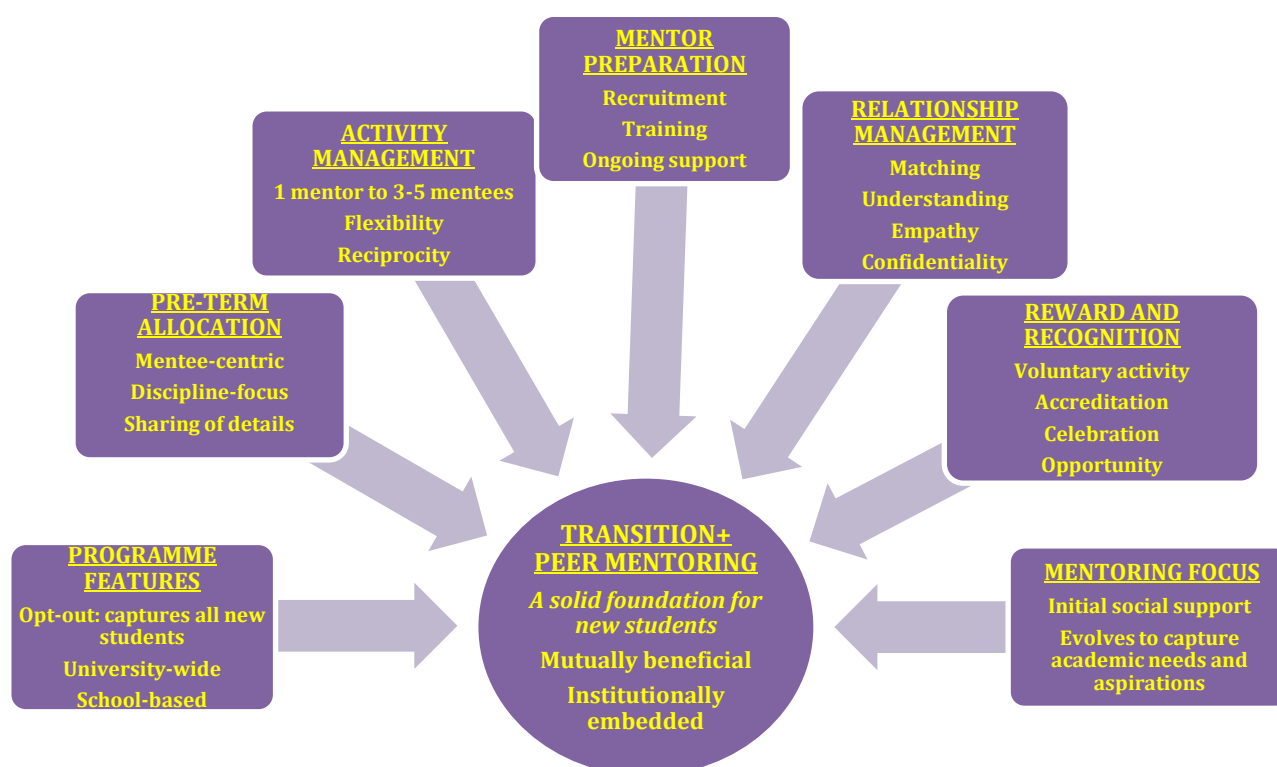 MENTOR
PREPARATION
Recruitment
Training
Ongoing support
RELATIONSHIP
MANAGEMENT
Matching
Understanding
Empathy
Confidentiality
ACTIVITY
MANAGEMENT
1 mentor to 3-5 mentees
Flexibility
Reciprocity
PRE-TERM
ALLOCATION
Mentee-centric
Discipline-focus
Sharing of details
REWARD AND
RECOGNITION
Voluntary activity
Accreditation
Celebration
Opportunity
PROGRAMME
FEATURES
Opt-out: captures all new
students
University-wide
School-based
TRANSITION+
PEER MENTORING
A solid foundation for
new students
Mutually beneficial
Institutionally
embedded
MENTORING FOCUS
Initial social support
Evolves to capture
academic needs and
aspirations